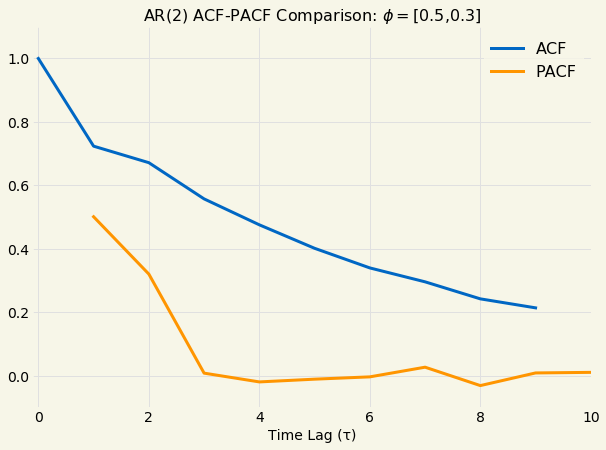 AR(2) ACF-PACF Comparison: ϕ = [0.5,0.3]
ACF
PACF
1.0
0.8
0.6
0.4
0.2
0.0
0 2 4 6 8 10
Time Lag (τ)